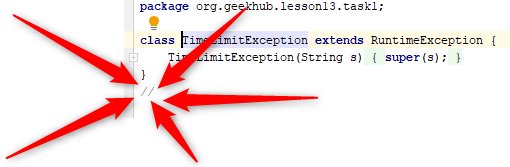 package org.geekhub.lesson13.task1;
class TimeLimitException extends RuntimeException {
TimeLimitException(String s) { super(s); }
}
//